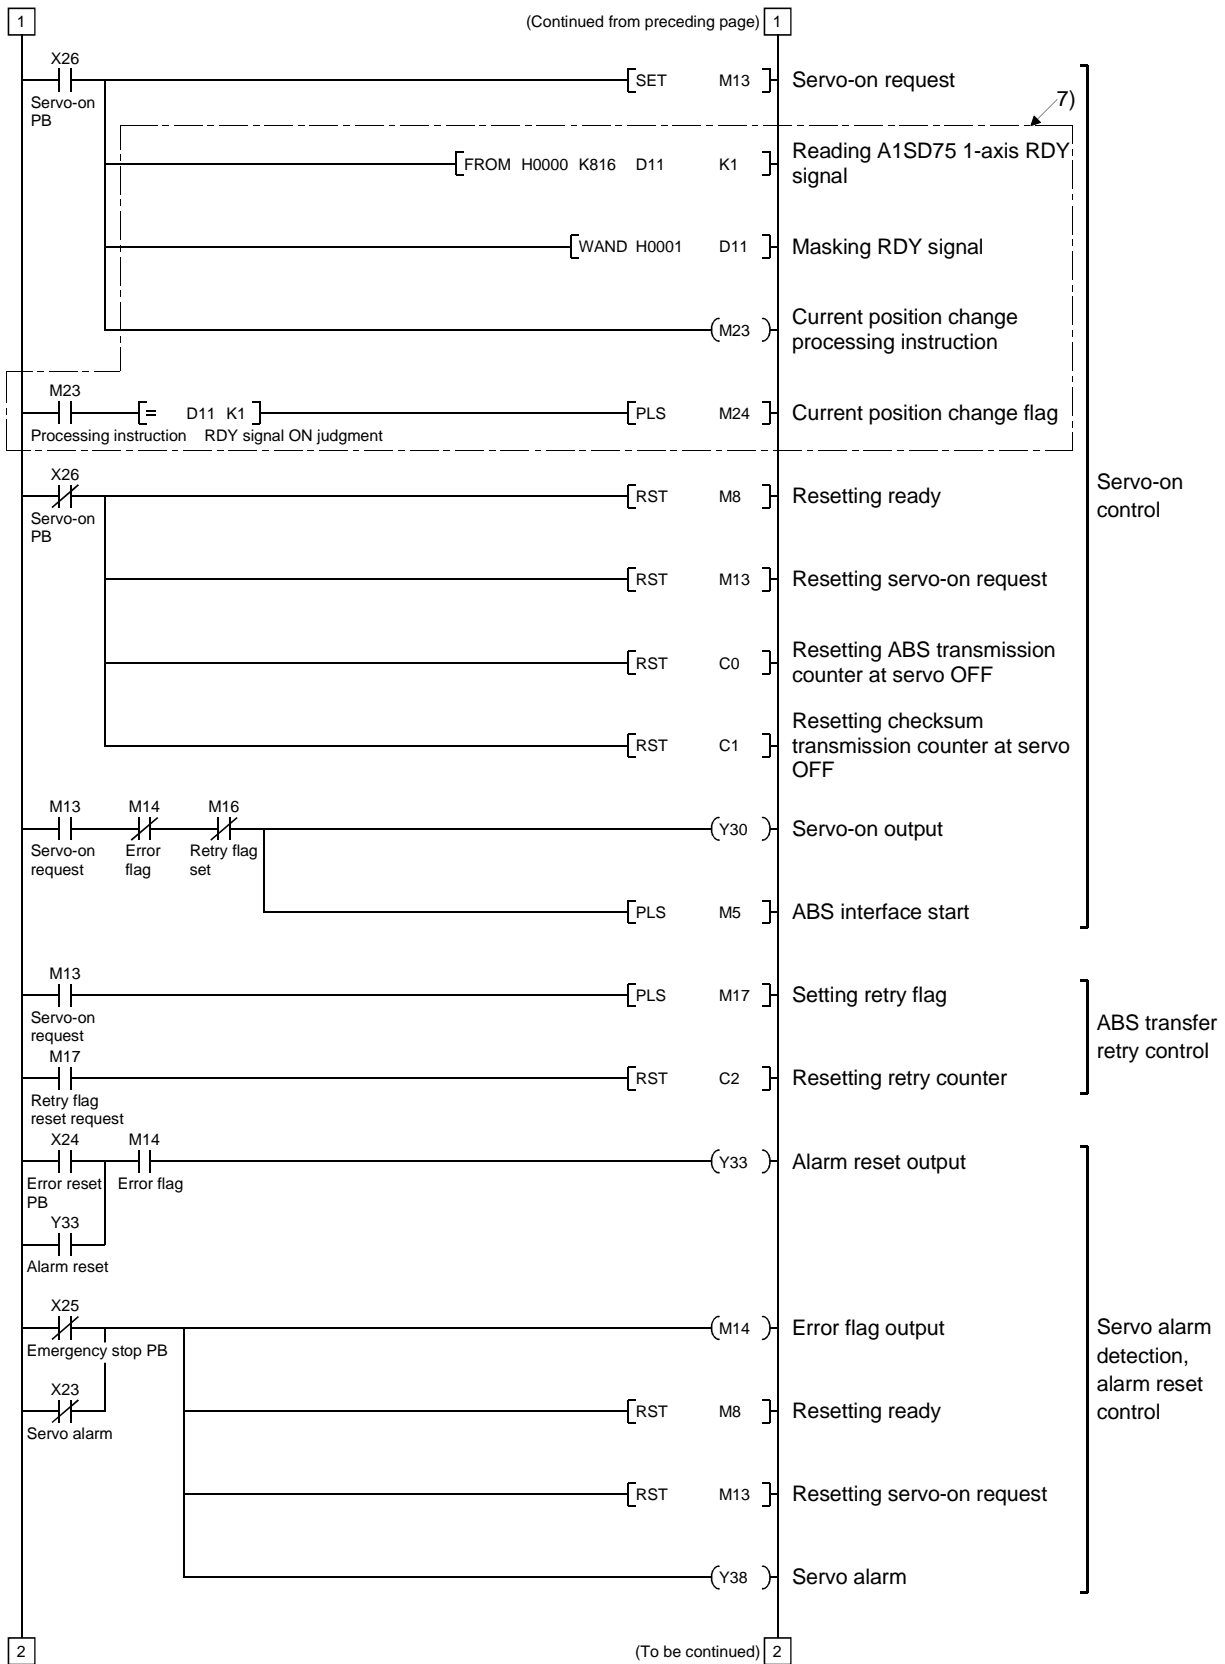 1 (Continued from preceding page) 1
X26
SET M13 Servo-on request
Servo-on
PB
7)
FROM H0000 K816 D11 K1 Reading A1SD75 1-axis RDY
signal
WAND H0001 D11 Masking RDY signal
M23 Current position change
processing instruction
M23
= D11 K1 PLS M24 Current position change flag
Processing instruction RDY signal ON judgment
X26
RST M8 Resetting ready
Servo-on
PB
Servo-on
control
RST M13 Resetting servo-on request
RST C0 Resetting ABS transmission
counter at servo OFF
RST C1 Resetting checksum
transmission counter at servo
OFF
M13 M14 M16
Y30 Servo-on output
Servo-on Error Retry flag
request flag set
PLS M5 ABS interface start
M13
PLS M17 Setting retry flag
Servo-on
request
ABS transfer
retry control
M17
RST C2 Resetting retry counter
Retry flag
reset request
X24 M14
Y33 Alarm reset output
Error reset Error flag
PB
Y33
Alarm reset
X25
M14 Error flag output
Emergency stop PB
Servo alarm
detection,
alarm reset
control
X23
RST M8 Resetting ready
Servo alarm
RST M13 Resetting servo-on request
Y38 Servo alarm
2 (To be continued) 2